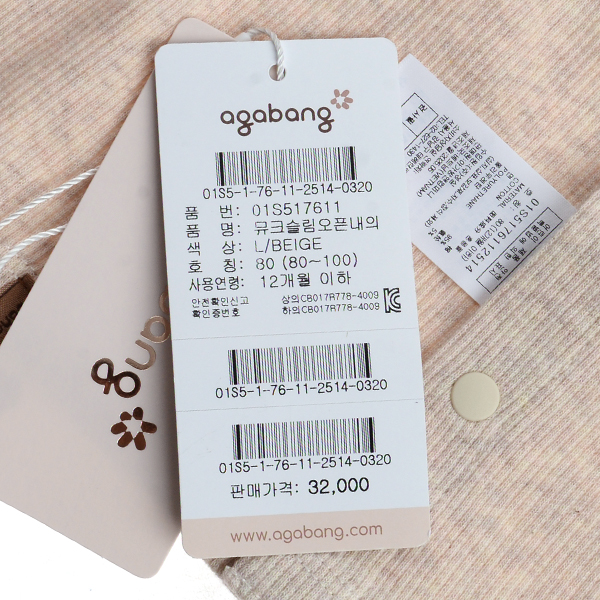 agabang
01S5-1-76-11-2514-0320
품 번: 01S517611
품 명: 뮤크슬림오픈내의
색 상: L/BEIGE
호 칭: 80 (80~100)
사용연령: 12개월 이하
안전확인신고 상의CB017R778-4009
확인증번호 하의CB017R778-4009
01S5-1-76-11-2514-0320
01S5-1-76-11-2514-0320
판매가격: 32,000
www.agabang.com
agabang
01S5176112514
COTTON
POLYURETHANE